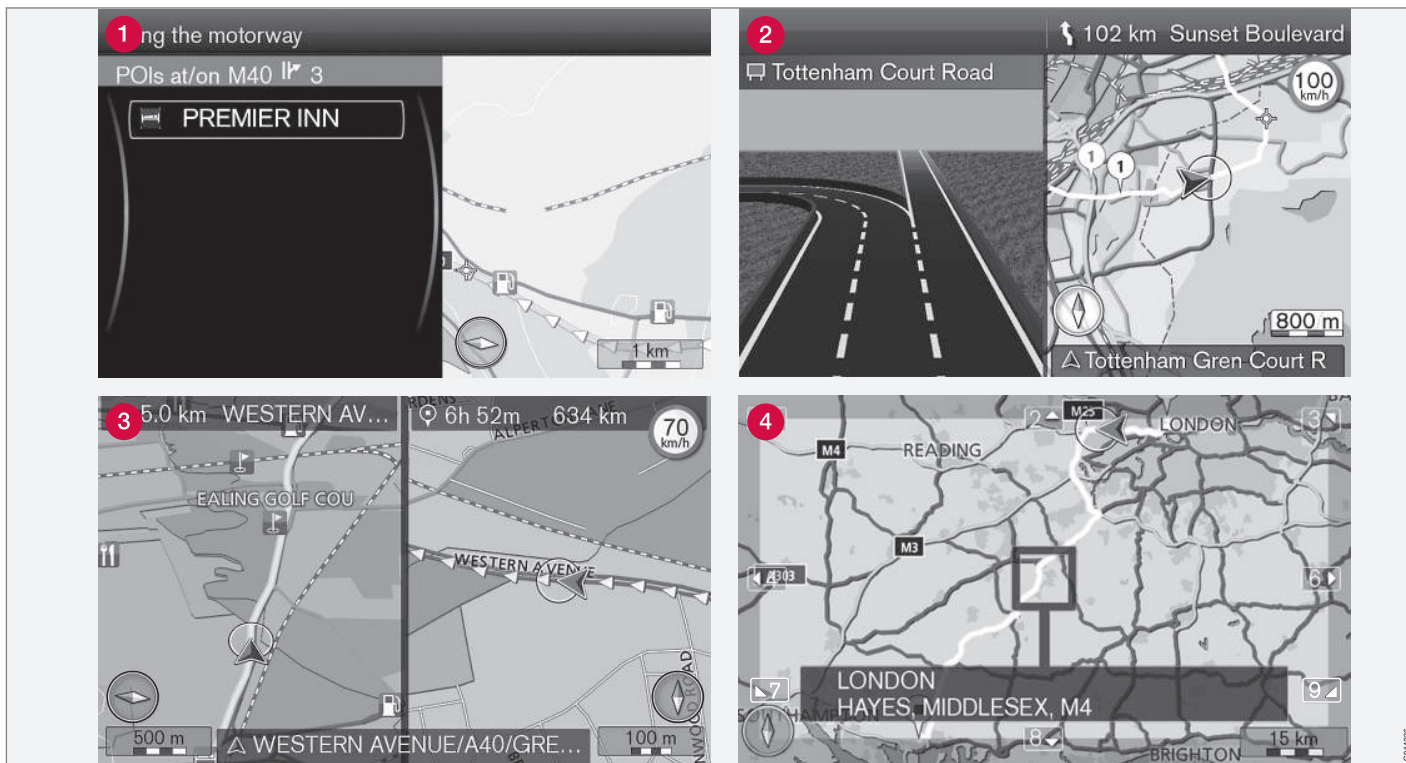 1 ng the motorway
POIs at/on M40 3
PREMIER INN
1 km
2
102 km Sunset Boulevard
Tottenham Court Road
100
km/h
1
1
800 m
Tottenham Gren Court R
3 5.0 km WESTERN AV...
6h 52m 634 km
70
km/h
EALING GOLF COU
500 m
WESTERN AVENUE/A40/GRE...
WESTERN AVENUE
100 m
4
2
M25
LONDON
3
M4
READING
M3
4
A303
6
7
LONDON
HAYES, MIDDLESEX, M4
9
8
BRIGHTON
15 km